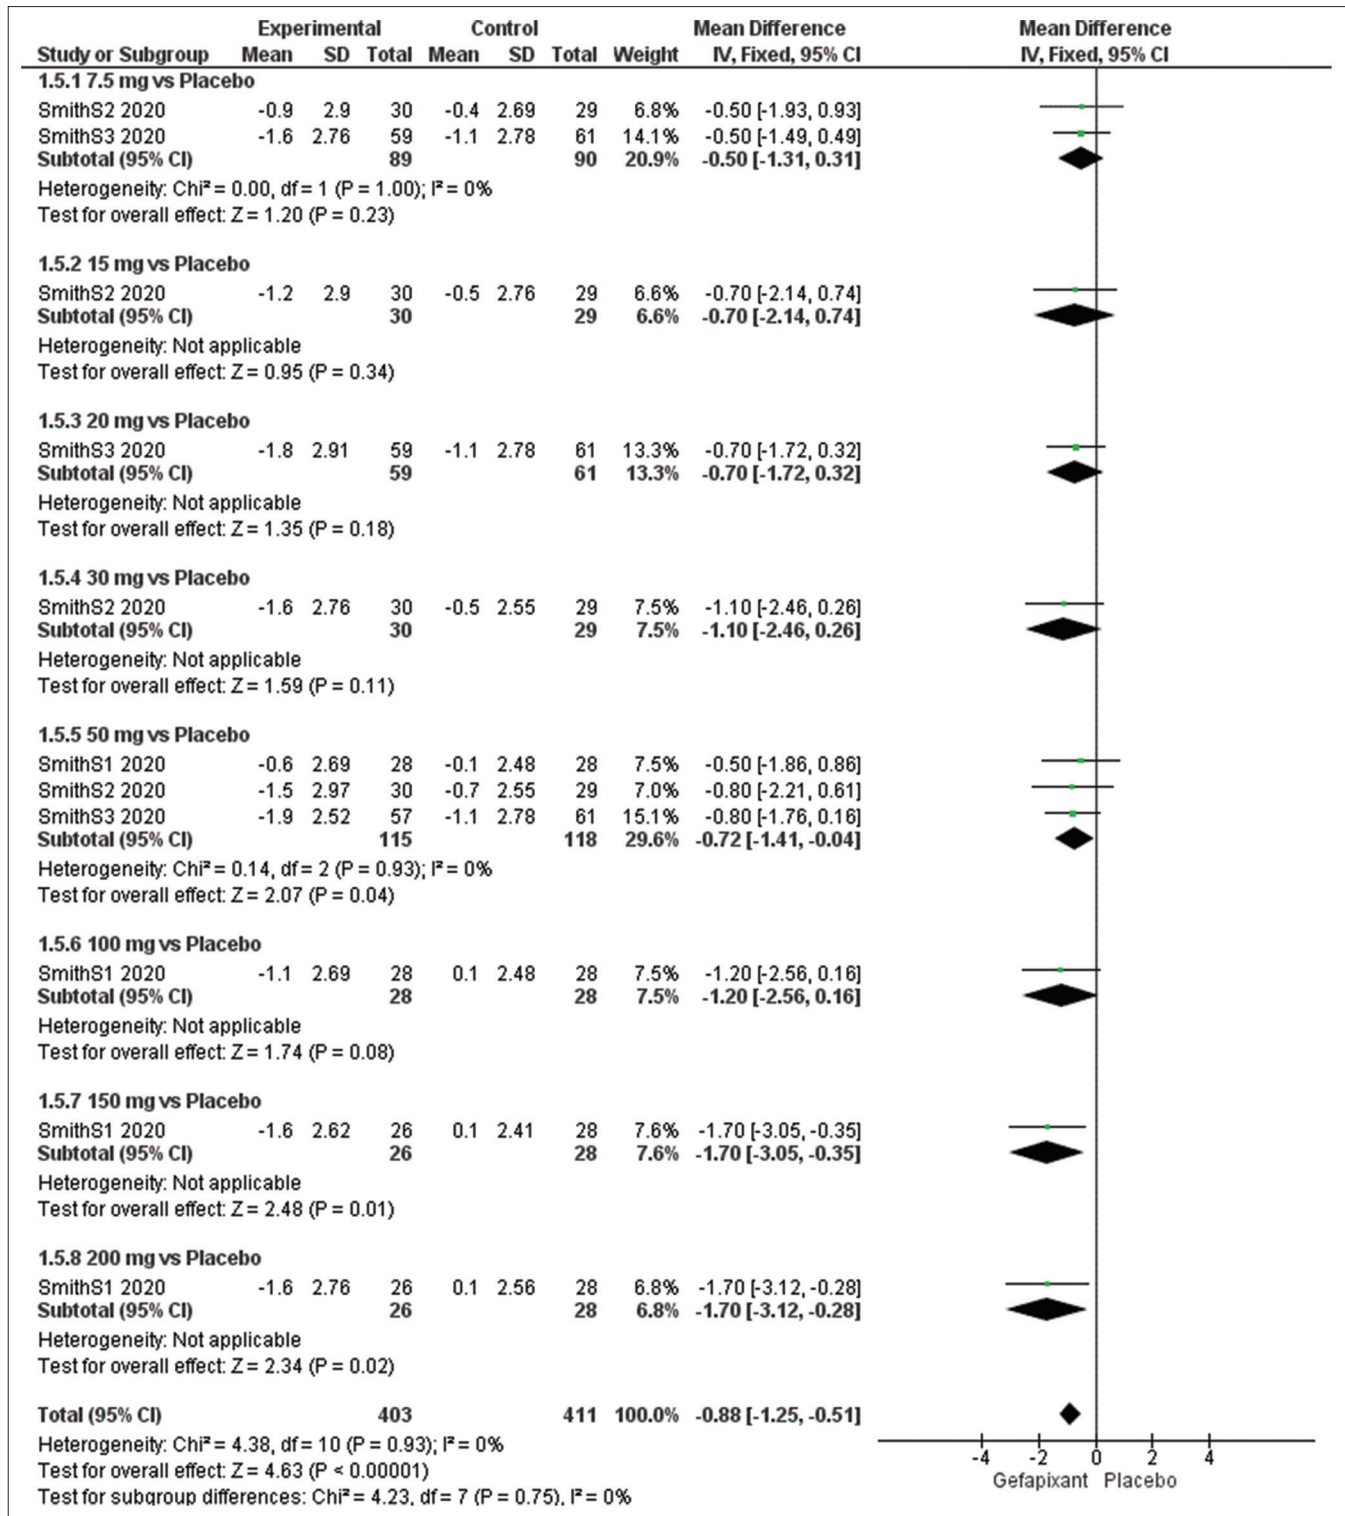 Experimental Control Mean Difference Mean Difference
Study or Subgroup Mean SD Total Mean SD Total Weight IV, Fixed, 95% CI IV, Fixed, 95% CI
1.5.1 7.5 mg vs Placebo
SmithS2 2020 -0.9 2.9 30 -0.4 2.69 29 6.8% -0.50 [-1.93, 0.93]
SmithS3 2020 -1.6 2.76 59 -1.1 2.78 61 14.1% -0.50 [-1.49, 0.49]
Subtotal (95% CI) 89 90 20.9% -0.50 [-1.31, 0.31]
Heterogeneity: Chi² = 0.00, df = 1 (P = 1.00); I² = 0%
Test for overall effect: Z = 1.20 (P = 0.23)
1.5.2 15 mg vs Placebo
SmithS2 2020 -1.2 2.9 30 -0.5 2.76 29 6.6% -0.70 [-2.14, 0.74]
Subtotal (95% CI) 30 29 6.6% -0.70 [-2.14, 0.74]
Heterogeneity: Not applicable
Test for overall effect: Z = 0.95 (P = 0.34)
1.5.3 20 mg vs Placebo
SmithS3 2020 -1.8 2.91 59 -1.1 2.78 61 13.3% -0.70 [-1.72, 0.32]
Subtotal (95% CI) 59 61 13.3% -0.70 [-1.72, 0.32]
Heterogeneity: Not applicable
Test for overall effect: Z = 1.35 (P = 0.18)
1.5.4 30 mg vs Placebo
SmithS2 2020 -1.6 2.76 30 -0.5 2.55 29 7.5% -1.10 [-2.46, 0.26]
Subtotal (95% CI) 30 29 7.5% -1.10 [-2.46, 0.26]
Heterogeneity: Not applicable
Test for overall effect: Z = 1.59 (P = 0.11)
1.5.5 50 mg vs Placebo
SmithS1 2020 -0.6 2.69 28 -0.1 2.48 28 7.5% -0.50 [-1.86, 0.86]
SmithS2 2020 -1.5 2.97 30 -0.7 2.55 29 7.0% -0.80 [-2.21, 0.61]
SmithS3 2020 -1.9 2.52 57 -1.1 2.78 61 15.1% -0.80 [-1.76, 0.16]
Subtotal (95% CI) 115 118 29.6% -0.72 [-1.41, -0.04]
Heterogeneity: Chi² = 0.14, df = 2 (P = 0.93); I² = 0%
Test for overall effect: Z = 2.07 (P = 0.04)
1.5.6 100 mg vs Placebo
SmithS1 2020 -1.1 2.69 28 0.1 2.48 28 7.5% -1.20 [-2.56, 0.16]
Subtotal (95% CI) 28 28 7.5% -1.20 [-2.56, 0.16]
Heterogeneity: Not applicable
Test for overall effect: Z = 1.74 (P = 0.08)
1.5.7 150 mg vs Placebo
SmithS1 2020 -1.6 2.62 26 0.1 2.41 28 7.6% -1.70 [-3.05, -0.35]
Subtotal (95% CI) 26 28 7.6% -1.70 [-3.05, -0.35]
Heterogeneity: Not applicable
Test for overall effect: Z = 2.48 (P = 0.01)
1.5.8 200 mg vs Placebo
SmithS1 2020 -1.6 2.76 26 0.1 2.56 28 6.8% -1.70 [-3.12, -0.28]
Subtotal (95% CI) 26 28 6.8% -1.70 [-3.12, -0.28]
Heterogeneity: Not applicable
Test for overall effect: Z = 2.34 (P = 0.02)
Total (95% CI) 403 411 100.0% -0.88 [-1.25, -0.51]
Heterogeneity: Chi² = 4.38, df = 10 (P = 0.93); I² = 0%
Test for overall effect: Z = 4.63 (P < 0.00001)
Test for subgroup differences: Chi² = 4.23, df = 7 (P = 0.75), I² = 0%
-4 -2 0 2 4
Gefapixant Placebo